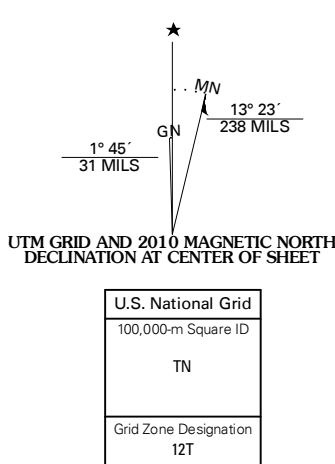 ★
MN
13° 23´
238 MILS
GN
1° 45´
31 MILS
UTM GRID AND 2010 MAGNETIC NORTH
DECLINATION AT CENTER OF SHEET
U.S. National Grid
100,000-m Square ID
TN
Grid Zone Designation
12T